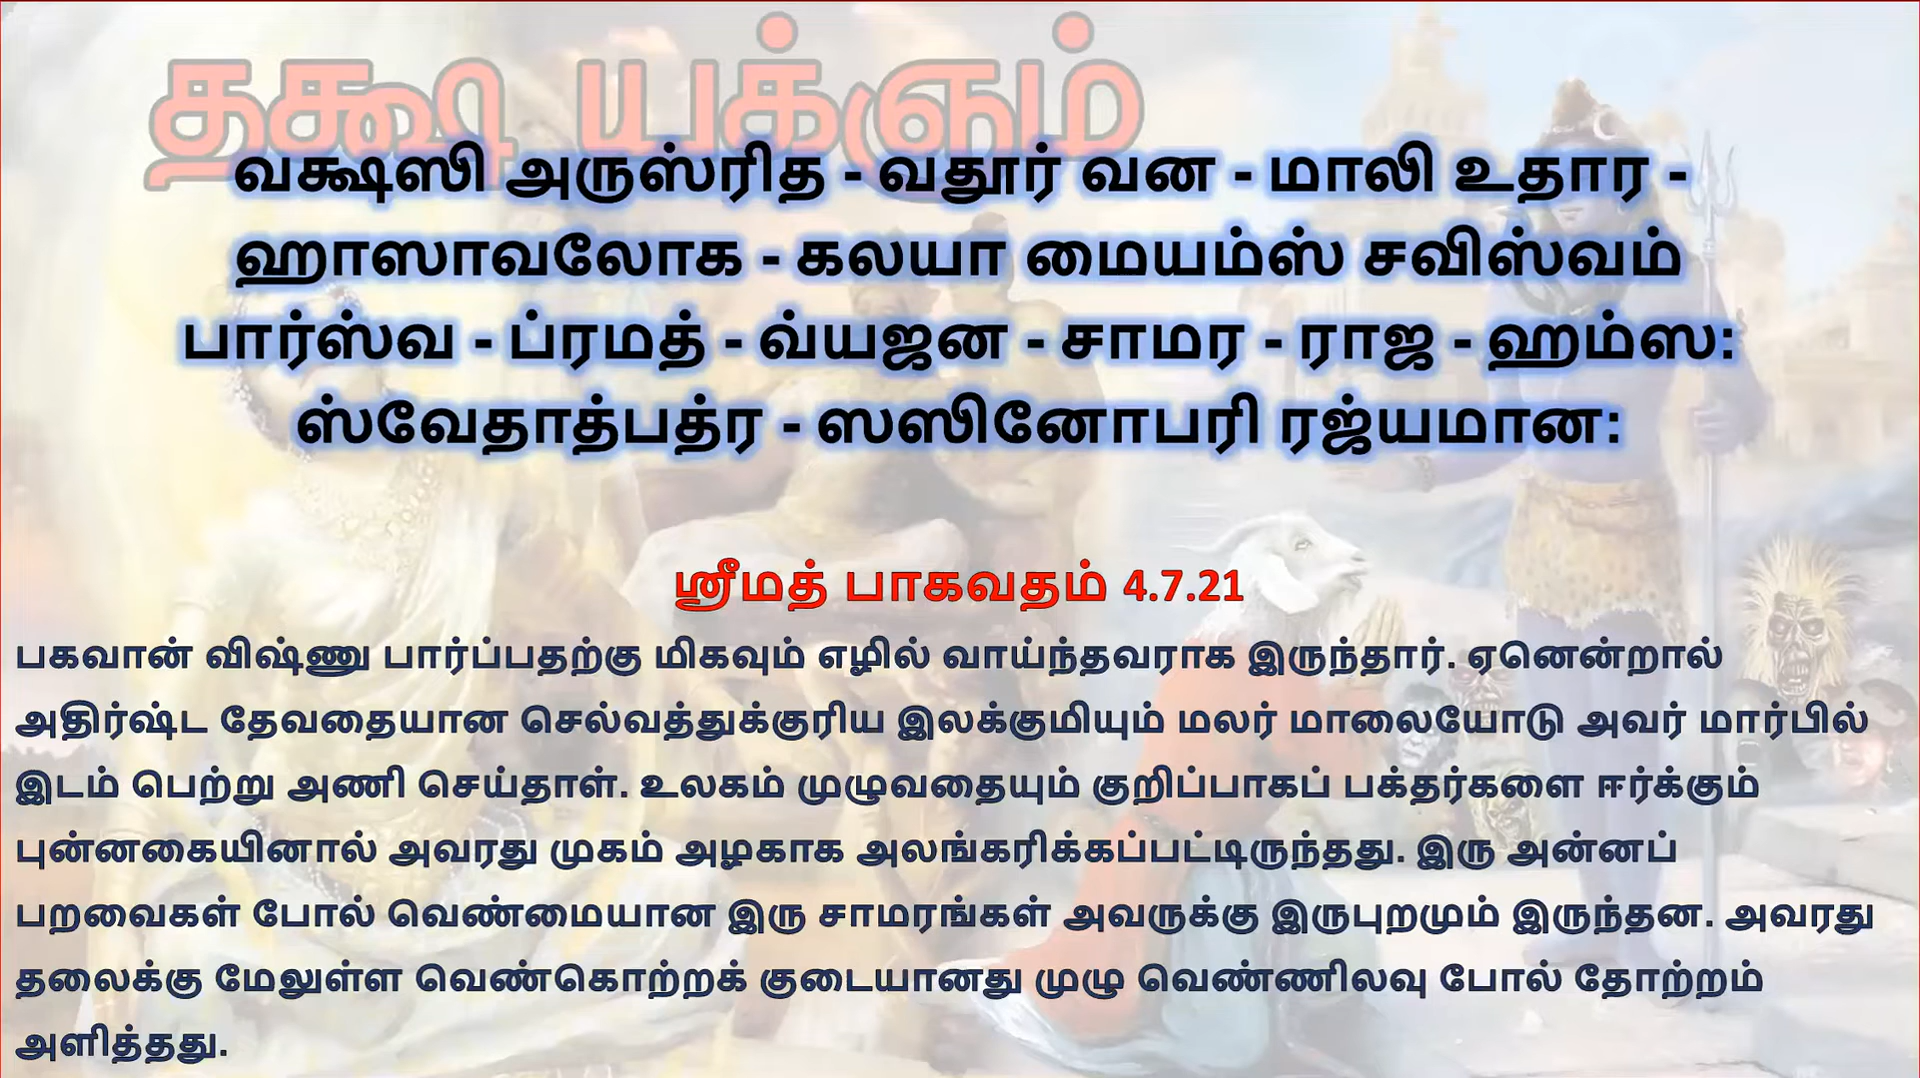 தக்ஷ யக்ஞம்
வக்ஷஸி அருஸ்ரித - வதூர் வன - மாலி உதார -
ஹாஸாவலோக - கலயா மையம்ஸ் சவிஸ்வம்
பார்ஸ்வ - ப்ரமத் - வ்யஜன - சாமர - ராஜ - ஹம்ஸ:
ஸ்வேதாத்பத்ர - ஸஸினோபரி ரஜ்யமான:
ஸ்ரீமத் பாகவதம் 4.7.21
பகவான் விஷ்ணு பார்ப்பதற்கு மிகவும் எழில் வாய்ந்தவராக இருந்தார். ஏனென்றால்
அதிர்ஷ்ட தேவதையான செல்வத்துக்குரிய இலக்குமியும் மலர் மாலையோடு அவர் மார்பில்
இடம் பெற்று அணி செய்தாள். உலகம் முழுவதையும் குறிப்பாகப் பக்தர்களை ஈர்க்கும்
புன்னகையினால் அவரது முகம் அழகாக அலங்கரிக்கப்பட்டிருந்தது. இரு அன்னப்
பறவைகள் போல் வெண்மையான இரு சாமரங்கள் அவருக்கு இருபுறமும் இருந்தன. அவரது
தலைக்கு மேலுள்ள வெண்கொற்றக் குடையானது முழு வெண்ணிலவு போல் தோற்றம்
அளித்தது.